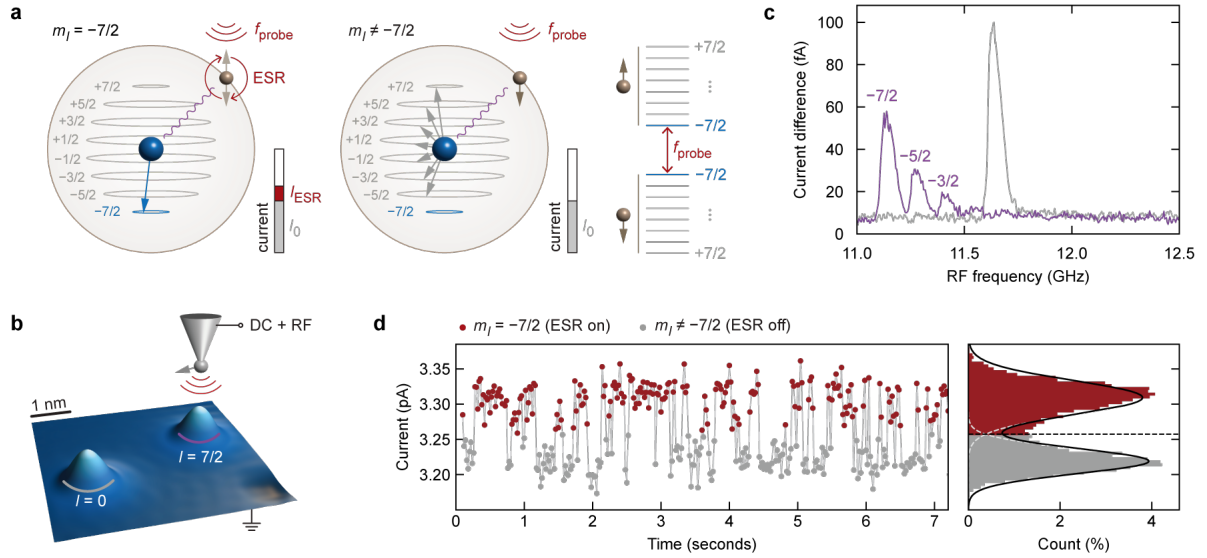 a
m_I = −7/2
f_probe
ESR
+7/2
+5/2
+3/2
+1/2
−1/2
−3/2
−5/2
−7/2
current
I_ESR
I_0
m_I ≠ −7/2
f_probe
+7/2
+5/2
+3/2
+1/2
−1/2
−3/2
−5/2
−7/2
current
I_0
+7/2
...
−7/2
f_probe
−7/2
...
+7/2
b
DC + RF
1 nm
I = 7/2
I = 0
c
Current difference (fA)
100
80
60
40
20
0
−7/2
−5/2
−3/2
11.0 11.5 12.0 12.5
RF frequency (GHz)
d
m_I = −7/2 (ESR on) m_I ≠ −7/2 (ESR off)
Current (pA)
3.35
3.30
3.25
3.20
0 1 2 3 4 5 6 7
Time (seconds)
0 2 4
Count (%)